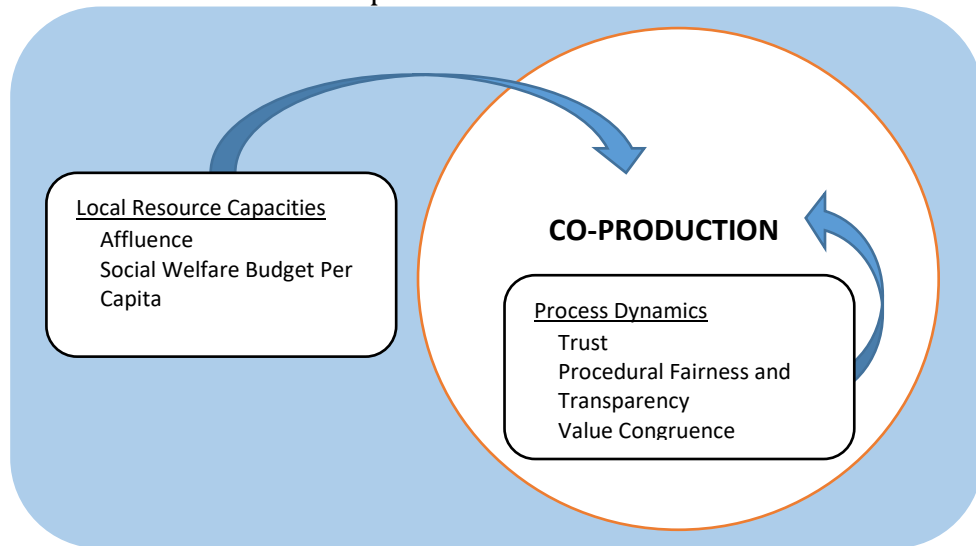 Local Resource Capacities
Affluence
Social Welfare Budget Per
Capita
CO-PRODUCTION
Process Dynamics
Trust
Procedural Fairness and
Transparency
Value Congruence